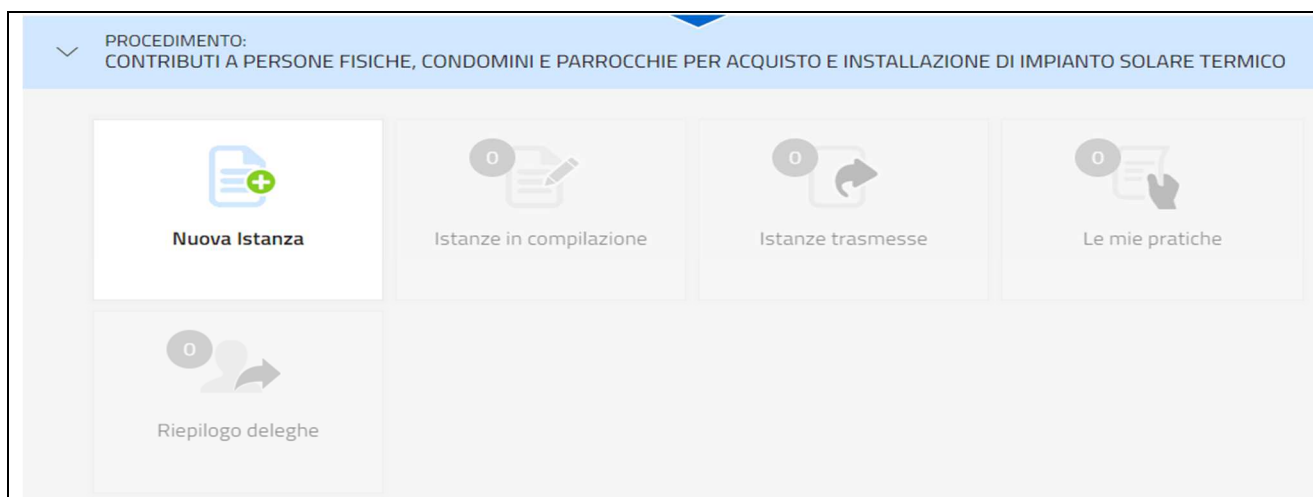 PROCEDIMENTO:
CONTRIBUTI A PERSONE FISICHE, CONDOMINI E PARROCCHIE PER ACQUISTO E INSTALLAZIONE DI IMPIANTO SOLARE TERMICO
Nuova Istanza
0
Istanze in compilazione
0
Istanze trasmesse
0
Le mie pratiche
0
Riepilogo deleghe